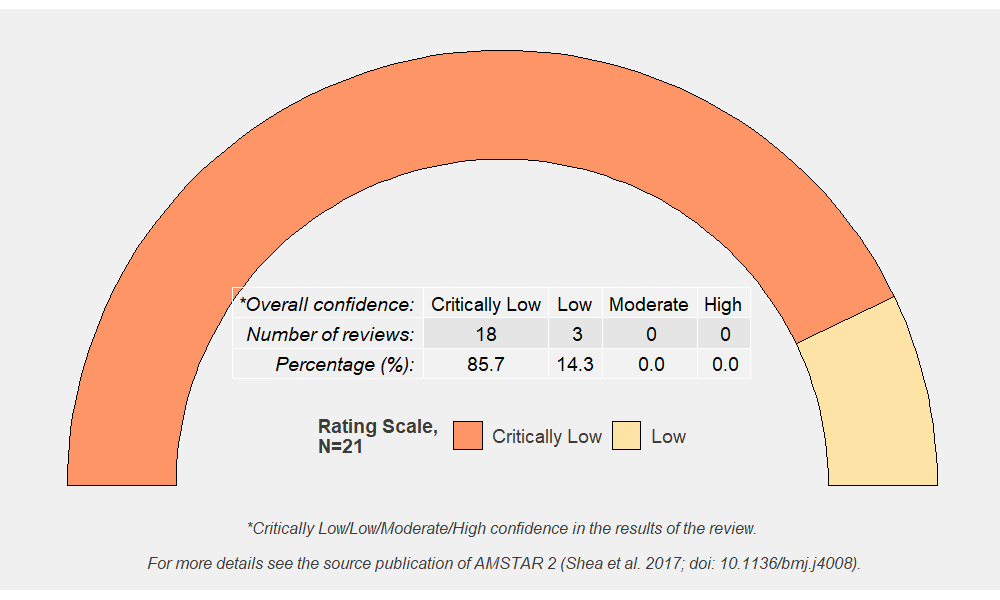 *Overall confidence: Critically Low Low Moderate High
Number of reviews: 18 3 0 0
Percentage (%): 85.7 14.3 0.0 0.0
Rating Scale,
N=21
Critically Low Low
*Critically Low/Low/Moderate/High confidence in the results of the review.
For more details see the source publication of AMSTAR 2 (Shea et al. 2017; doi: 10.1136/bmj.j4008).